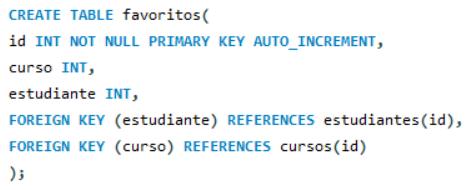 CREATE TABLE favoritos(
id INT NOT NULL PRIMARY KEY AUTO_INCREMENT,
curso INT,
estudiante INT,
FOREIGN KEY (estudiante) REFERENCES estudiantes(id),
FOREIGN KEY (curso) REFERENCES cursos(id)
);